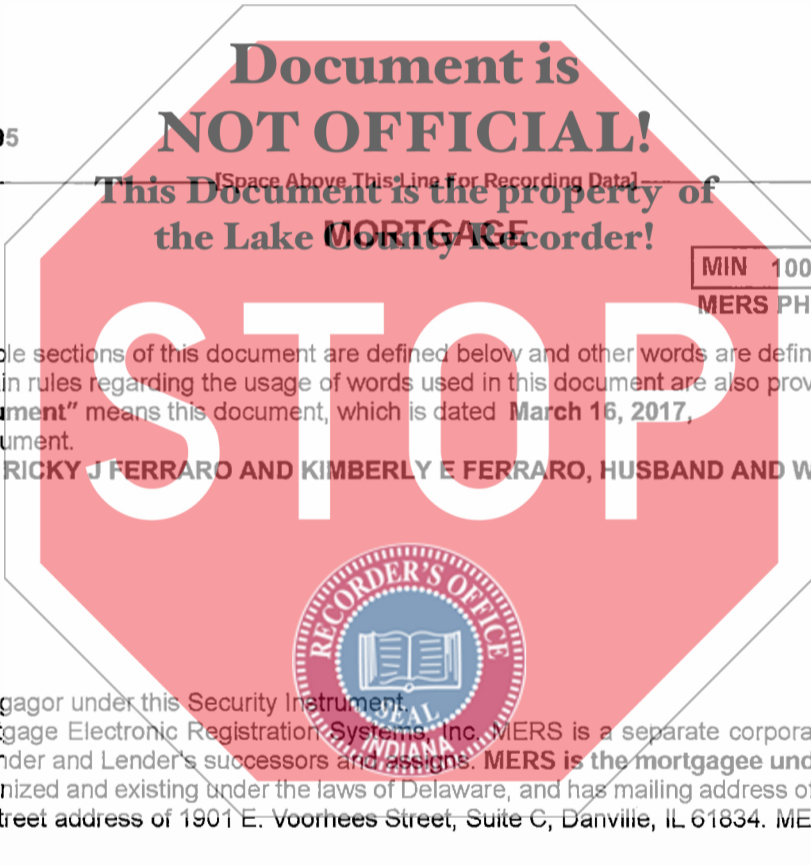 Document is
NOT OFFICIAL!
95
[Space Above This Line For Recording Data]
This Document is the property of
MORTGAGE
the Lake County Recorder!
MIN 100
MERS PH
STOP
ole sections of this document are defined below and other words are defin
in rules regarding the usage of words used in this document are also prov
ument" means this document, which is dated March 16, 2017,
ument.
RICKY J FERRARO AND KIMBERLY E FERRARO, HUSBAND AND W
RECORDER'S OFFICE
SEAL
INDIANA
gagor under this Security Instrument.
gage Electronic Registration Systems, Inc. MERS is a separate corpora
nder and Lender's successors and assigns. MERS is the mortgagee und
nized and existing under the laws of Delaware, and has mailing address of
treet address of 1901 E. Voorhees Street, Suite C, Danville, IL 61834. ME